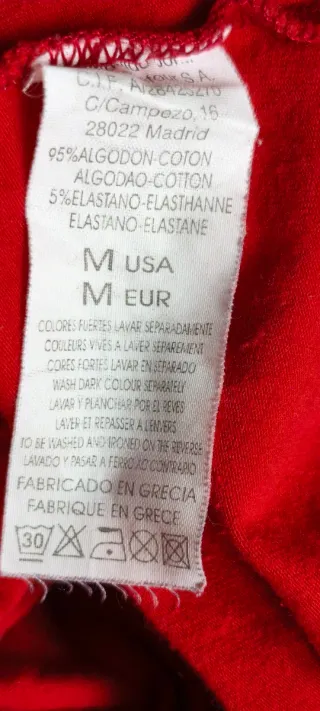 C.I.F. A/28425270
C/Campezo,16
28022 Madrid
95%ALGODON-COTON
ALGODAO-COTTON
5%ELASTANO-ELASTHANNE
ELASTANO-ELASTANE
M USA
M EUR
COLORES FUERTES LAVAR SEPARADAMENTE
COULEURS VIVES A LAVER SEPAREMENT
CORES FORTES LAVAR EN SEPARADO
WASH DARK COLOUR SEPARATELY
LAVAR Y PLANCHAR POR EL REVES
LAVER ET REPASSER A L'ENVERS
TO BE WASHED AND IRONED ON THE REVERSE
LAVADO Y PASAR A FERRO AO CONTRARIO
FABRICADO EN GRECIA
FABRIQUE EN GRECE
30